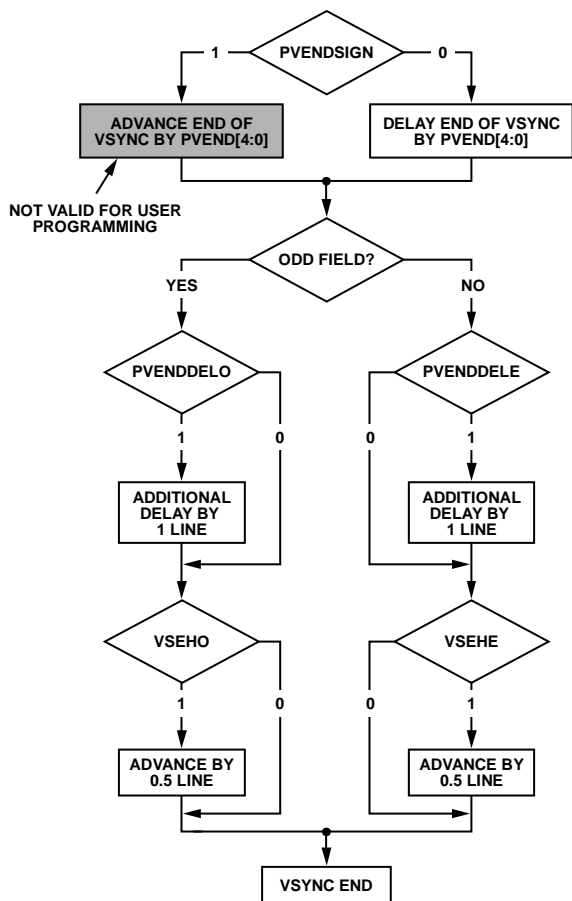 PVENDSIGN
1
0
ADVANCE END OF
VSYNC BY PVEND[4:0]
DELAY END OF VSYNC
BY PVEND[4:0]
NOT VALID FOR USER
PROGRAMMING
ODD FIELD?
YES
NO
PVENDDELO
PVENDDELE
1
0
0
1
ADDITIONAL
DELAY BY
1 LINE
ADDITIONAL
DELAY BY
1 LINE
VSEHO
VSEHE
1
0
0
1
ADVANCE BY
0.5 LINE
ADVANCE BY
0.5 LINE
VSYNC END